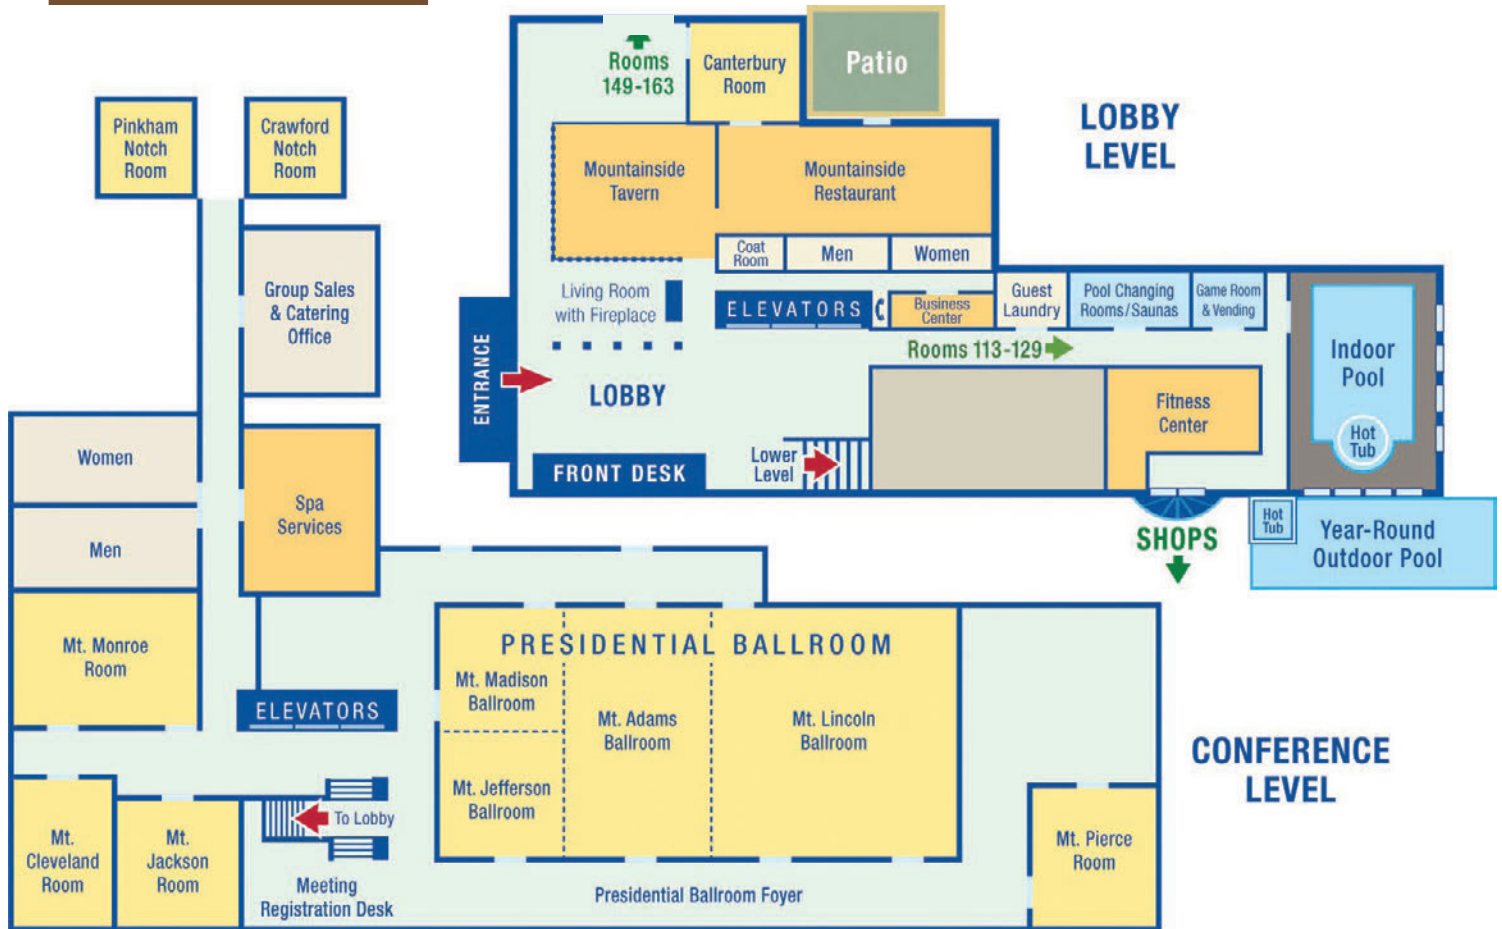 Rooms
149-163
Canterbury
Room
Patio
LOBBY
LEVEL
Mountainside
Tavern
Mountainside
Restaurant
Coat
Room
Men
Women
Living Room
with Fireplace
ELEVATORS
Business
Center
Guest
Laundry
Pool Changing
Rooms/Saunas
Game Room
& Vending
Rooms 113-129
Indoor
Pool
Hot
Tub
ENTRANCE
LOBBY
Fitness
Center
Lower
Level
FRONT DESK
SHOPS
Hot
Tub
Year-Round
Outdoor Pool
Pinkham
Notch
Room
Crawford
Notch
Room
Group Sales
& Catering
Office
Women
Spa
Services
Men
Mt. Monroe
Room
ELEVATORS
PRESIDENTIAL BALLROOM
Mt. Madison
Ballroom
Mt. Adams
Ballroom
Mt. Lincoln
Ballroom
Mt. Jefferson
Ballroom
CONFERENCE
LEVEL
Mt.
Cleveland
Room
Mt.
Jackson
Room
To Lobby
Meeting
Registration Desk
Presidential Ballroom Foyer
Mt. Pierce
Room